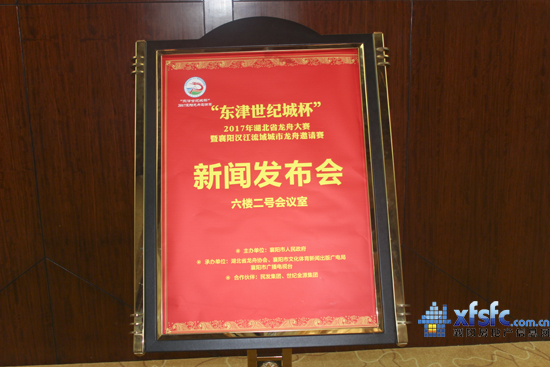 “东津世纪城杯”
2017年湖北省龙舟大赛
暨襄阳汉江流域城市龙舟邀请赛
新闻发布会
六楼二号会议室
★ 主办单位：襄阳市人民政府
★ 承办单位：湖北省龙舟协会、襄阳市文化体育新闻出版广电局
襄阳市广播电视台
★ 合作伙伴：民发集团、世纪金源集团
xfsfc.com.cn